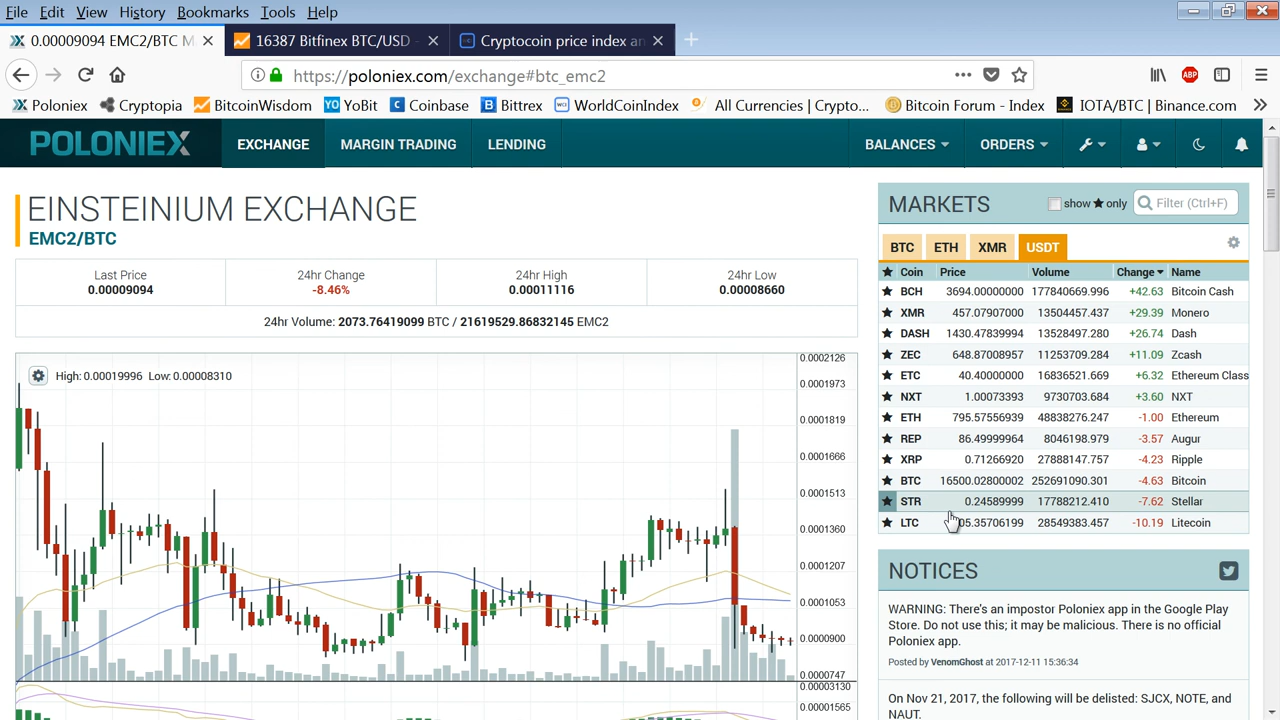 File Edit View History Bookmarks Tools Help
0.00009094 EMC2/BTC M
16387 Bitfinex BTC/USD
Cryptocoin price index an
https://poloniex.com/exchange#btc_emc2
Poloniex Cryptopia BitcoinWisdom YoBit Coinbase Bittrex WorldCoinIndex All Currencies | Crypto... Bitcoin Forum - Index IOTA/BTC | Binance.com
POLONIEX EXCHANGE MARGIN TRADING LENDING BALANCES ORDERS
EINSTEINIUM EXCHANGE
EMC2/BTC
Last Price 24hr Change 24hr High 24hr Low
0.00009094 -8.46% 0.00011116 0.00008660
24hr Volume: 2073.76419099 BTC / 21619529.86832145 EMC2
High: 0.00019996 Low: 0.00008310
0.0002126
0.0001973
0.0001819
0.0001666
0.0001513
0.0001360
0.0001207
0.0001053
0.0000900
0.0000747
0.00003130
0.00001565
MARKETS show ★ only Filter (Ctrl+F)
BTC ETH XMR USDT
★ Coin Price Volume Change Name
★ BCH 3694.00000000 177840669.996 +42.63 Bitcoin Cash
★ XMR 457.07907000 13504457.437 +29.39 Monero
★ DASH 1430.47839994 13528497.280 +26.74 Dash
★ ZEC 648.87008957 11253709.284 +11.09 Zcash
★ ETC 40.40000000 16836521.669 +6.32 Ethereum Class
★ NXT 1.00073393 9730703.684 +3.60 NXT
★ ETH 795.57556939 48838276.247 -1.00 Ethereum
★ REP 86.49999964 8046198.979 -3.57 Augur
★ XRP 0.71266920 27888147.757 -4.23 Ripple
★ BTC 16500.02800002 252691090.301 -4.63 Bitcoin
★ STR 0.24589999 17788212.410 -7.62 Stellar
★ LTC 05.35706199 28549383.457 -10.19 Litecoin
NOTICES
WARNING: There's an impostor Poloniex app in the Google Play
Store. Do not use this; it may be malicious. There is no official
Poloniex app.
Posted by VenomGhost at 2017-12-11 15:36:34
On Nov 21, 2017, the following will be delisted: SJCX, NOTE, and
NAUT.